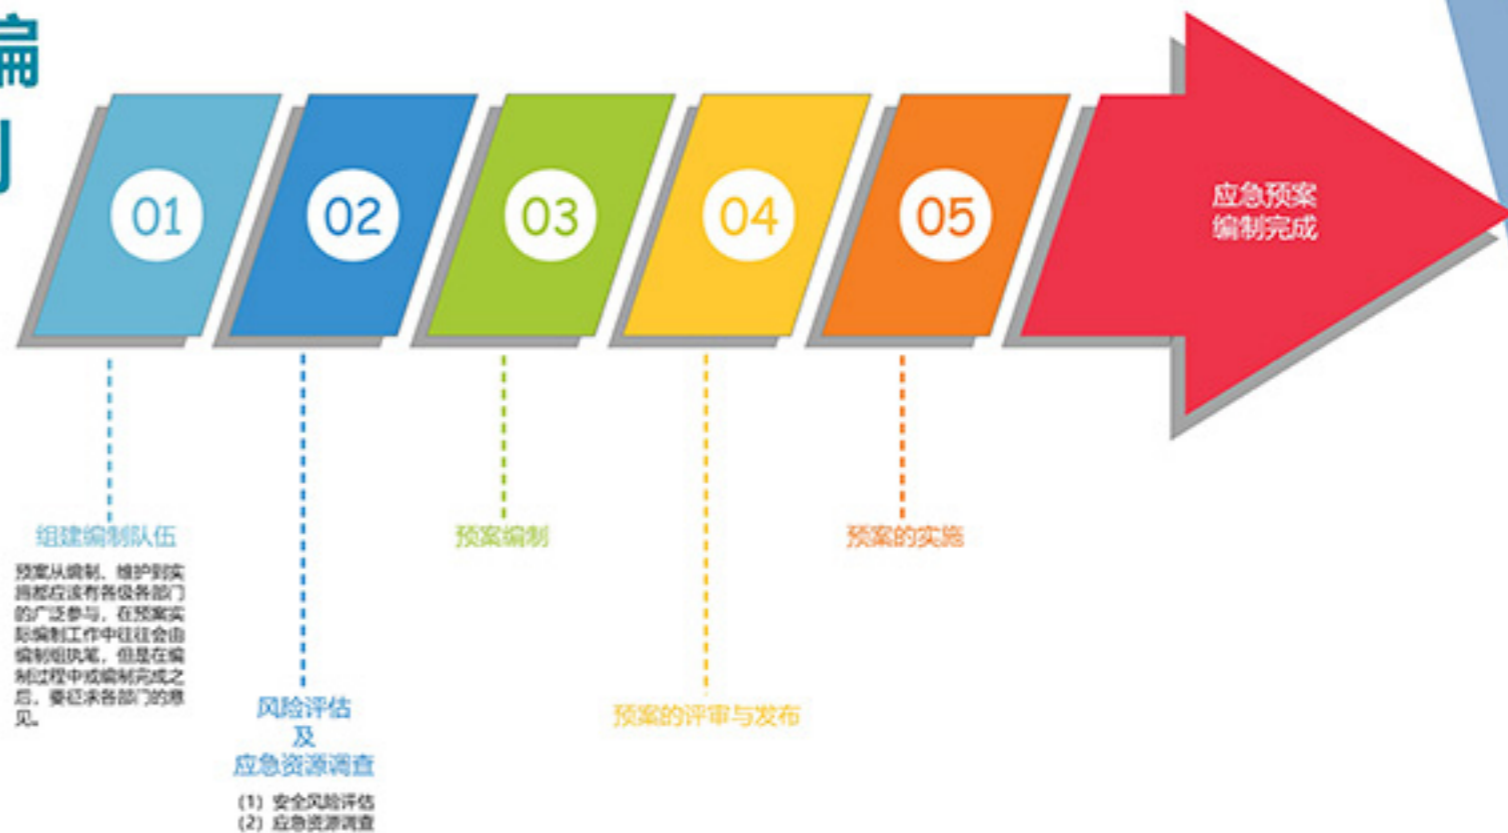 编
制
01
02
03
04
05
应急预案
编制完成
组建编制队伍
预案从编制、维护到实
施都应该有各级各部门
的广泛参与，在预案实
际编制工作中往往会由
编制组执笔，但是在编
制过程中或编制完成之
后，要征求各部门的意
见。
风险评估
及
应急资源调查
（1）安全风险评估
（2）应急资源调查
预案编制
预案的评审与发布
预案的实施